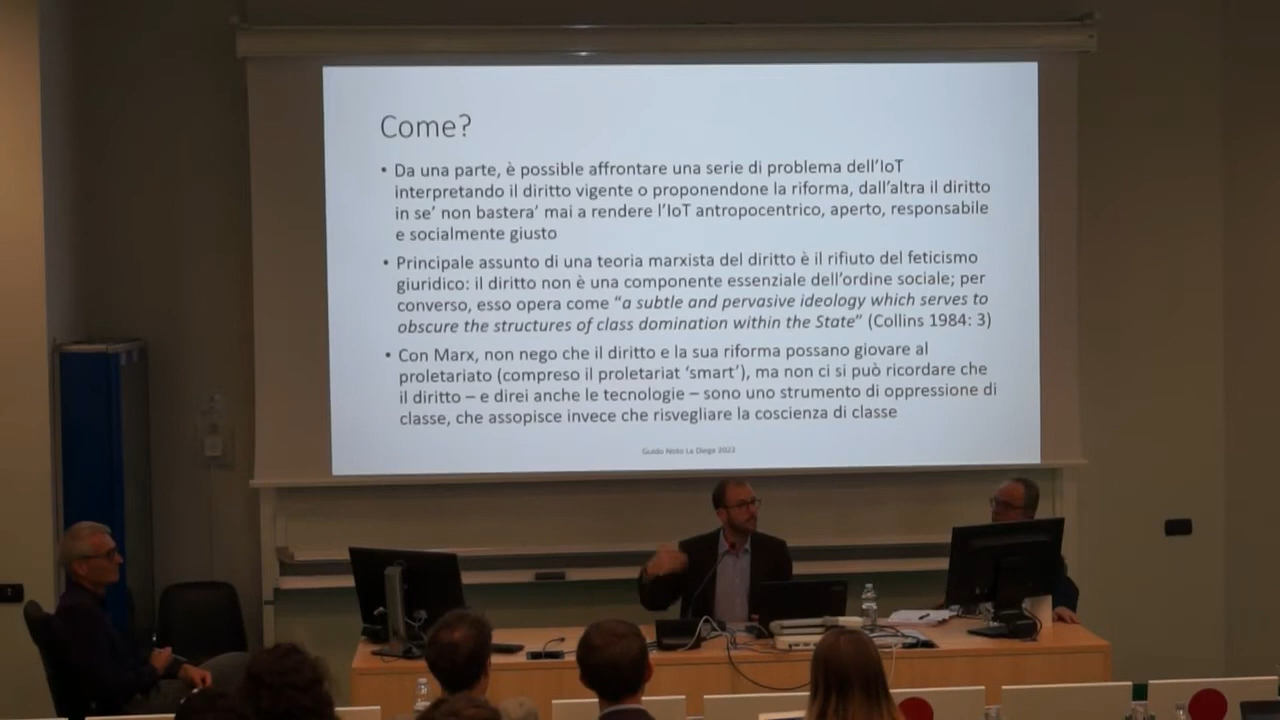 Come?
• Da una parte, è possible affrontare una serie di problema dell'IoT
interpretando il diritto vigente o proponendone la riforma, dall'altra il diritto
in se' non bastera' mai a rendere l'IoT antropocentrico, aperto, responsabile
e socialmente giusto
• Principale assunto di una teoria marxista del diritto è il rifiuto del feticismo
giuridico: il diritto non è una componente essenziale dell'ordine sociale; per
converso, esso opera come "a subtle and pervasive ideology which serves to
obscure the structures of class domination within the State" (Collins 1984: 3)
• Con Marx, non nego che il diritto e la sua riforma possano giovare al
proletariato (compreso il proletariat 'smart'), ma non ci si può ricordare che
il diritto – e direi anche le tecnologie – sono uno strumento di oppressione di
classe, che assopisce invece che risvegliare la coscienza di classe
Guido Noto La Diega 2022